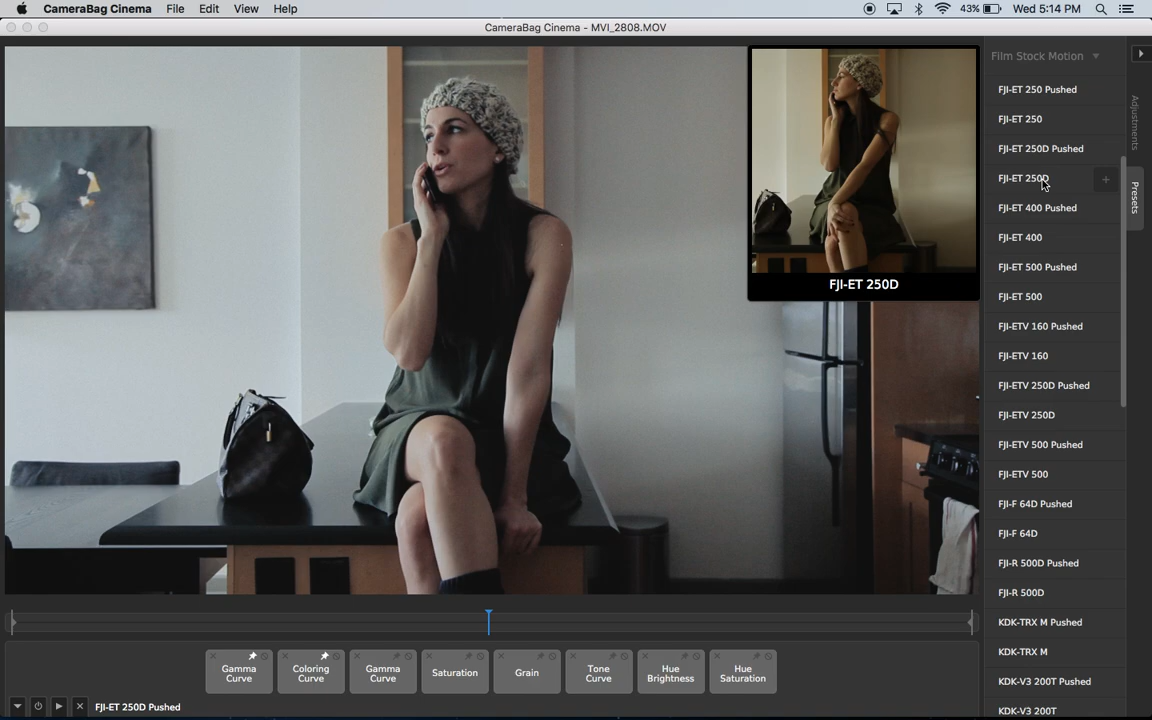 CameraBag Cinema File Edit View Help 43% Wed 5:14 PM
CameraBag Cinema - MVI_2808.MOV
Film Stock Motion
FJI-ET 250 Pushed
FJI-ET 250
FJI-ET 250D Pushed
FJI-ET 250D
FJI-ET 400 Pushed
FJI-ET 400
FJI-ET 500 Pushed
FJI-ET 500
FJI-ETV 160 Pushed
FJI-ETV 160
FJI-ETV 250D Pushed
FJI-ETV 250D
FJI-ETV 500 Pushed
FJI-ETV 500
FJI-F 64D Pushed
FJI-F 64D
FJI-R 500D Pushed
FJI-R 500D
KDK-TRX M Pushed
KDK-TRX M
KDK-V3 200T Pushed
KDK-V3 200T
Adjustments
Presets
FJI-ET 250D
Gamma
Curve
Coloring
Curve
Gamma
Curve
Saturation
Grain
Tone
Curve
Hue
Brightness
Hue
Saturation
FJI-ET 250D Pushed